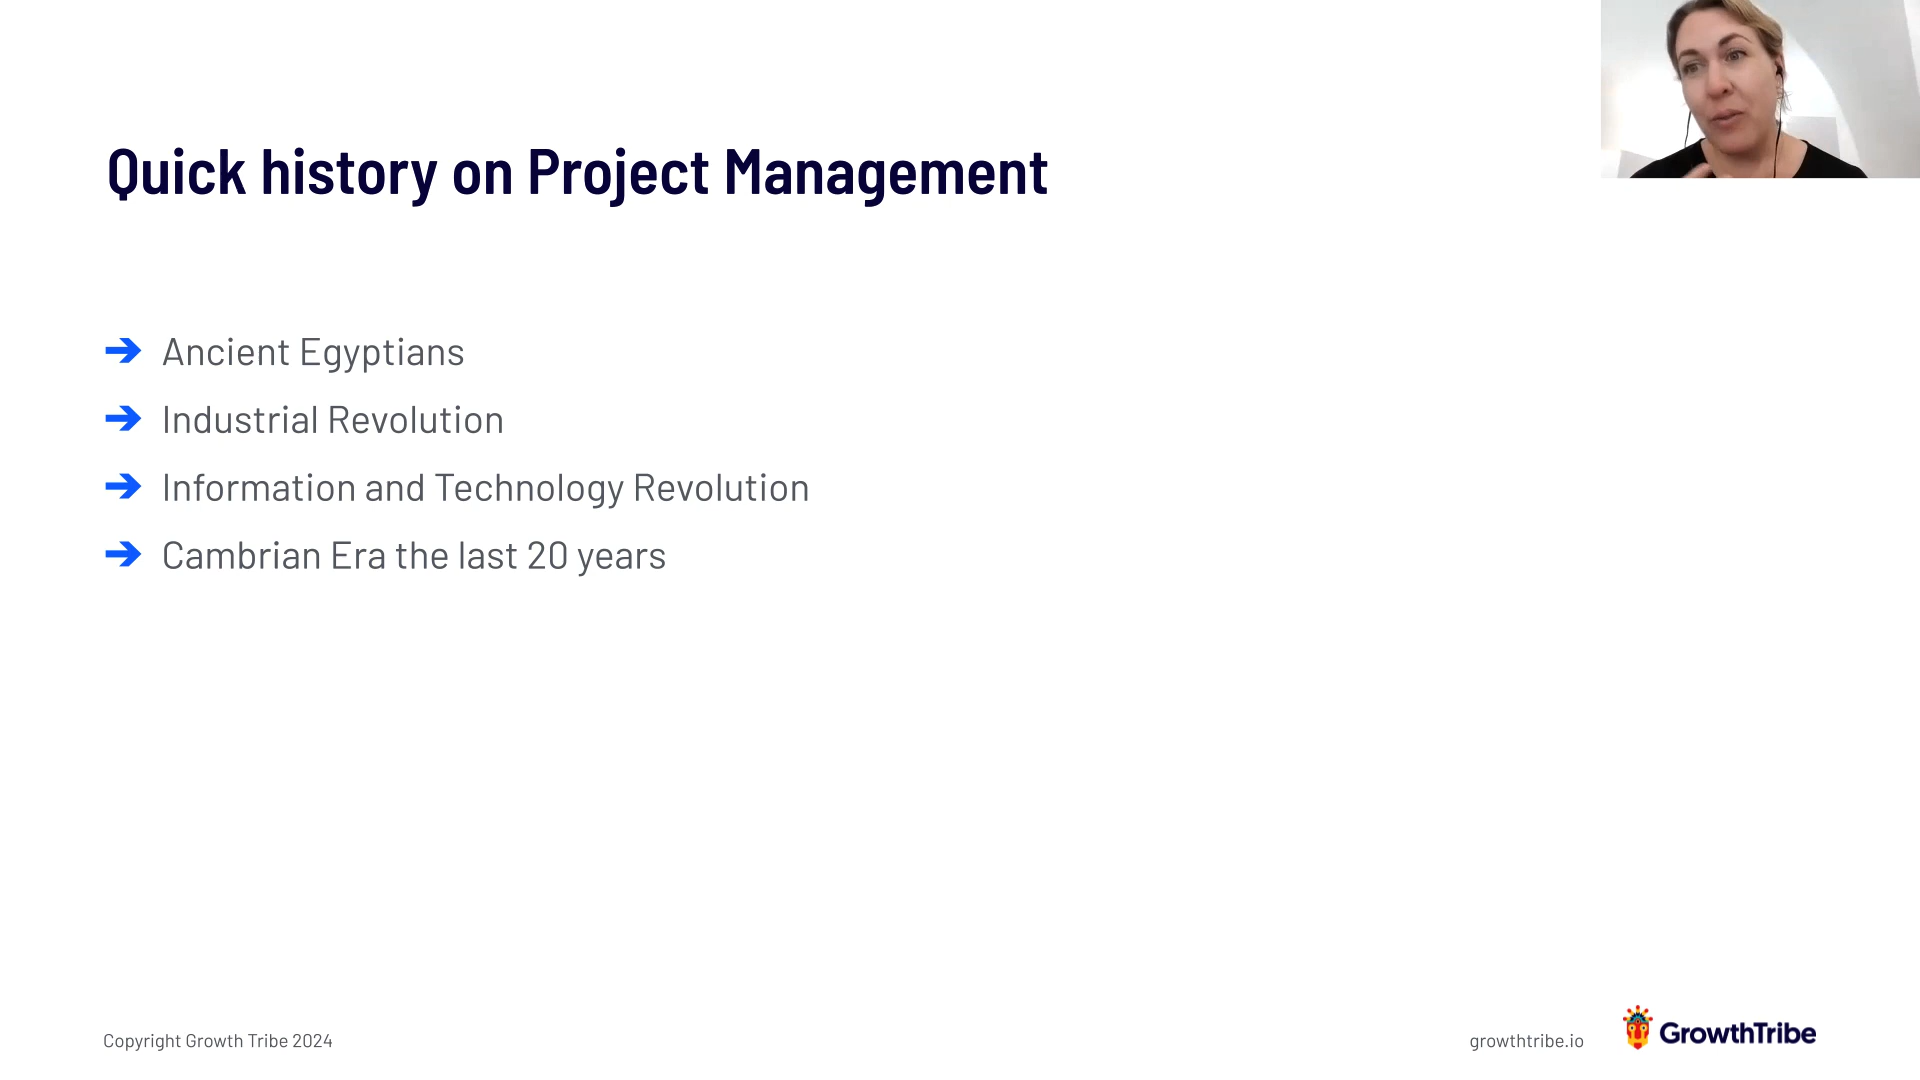 Quick history on Project Management
Ancient Egyptians
Industrial Revolution
Information and Technology Revolution
Cambrian Era the last 20 years
Copyright Growth Tribe 2024
growthtribe.io
GrowthTribe